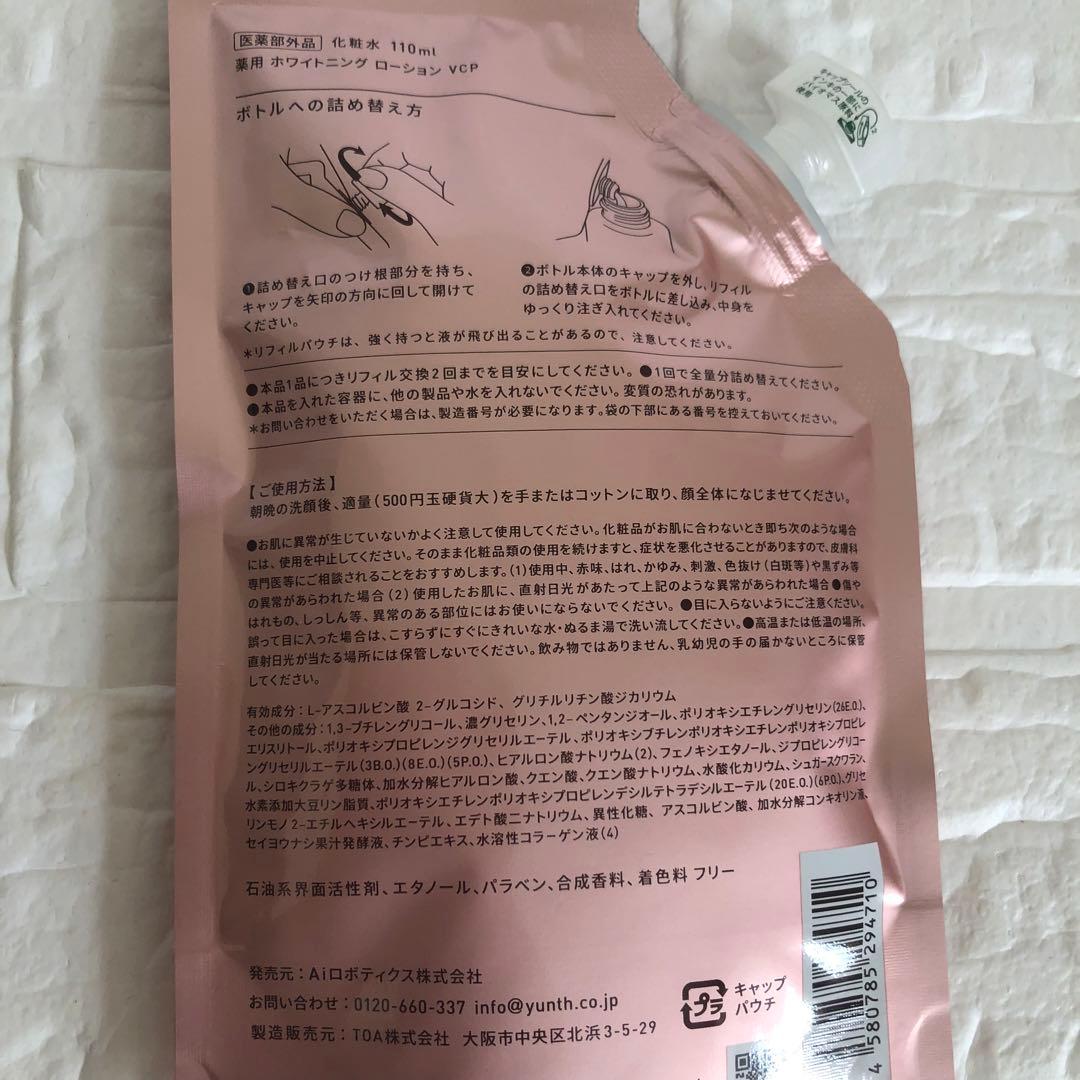 医薬部外品 化粧水 110ml
薬用 ホワイトニング ローション VCP
キャップシールの
インキの一部に
バイオマス原料
使用
ボトルへの詰め替え方
❶詰め替え口のつけ根部分を持ち、
キャップを矢印の方向に回して開けて
ください。
❷ボトル本体のキャップを外し、リフィル
の詰め替え口をボトルに差し込み、中身を
ゆっくり注ぎ入れてください。
*リフィルパウチは、強く持つと液が飛び出ることがあるので、注意してください。
●本品1品につきリフィル交換2回までを目安にしてください。●1回で全量分詰め替えてください。
●本品を入れた容器に、他の製品や水を入れないでください。変質の恐れがあります。
*お問い合わせをいただく場合は、製造番号が必要になります。袋の下部にある番号を控えておいてください。
【ご使用方法】
朝晩の洗顔後、適量(500円玉硬貨大)を手またはコットンに取り、顔全体になじませてください。
●お肌に異常が生じていないかよく注意して使用してください。化粧品がお肌に合わないとき即ち次のような場合
には、使用を中止してください。そのまま化粧品類の使用を続けますと、症状を悪化させることがありますので、皮膚科
専門医等にご相談されることをおすすめします。(1)使用中、赤味、はれ、かゆみ、刺激、色抜け(白斑等)や黒ずみ等
の異常があらわれた場合(2)使用したお肌に、直射日光があたって上記のような異常があらわれた場合●傷や
はれもの、しっしん等、異常のある部位にはお使いにならないでください。●目に入らないようにご注意ください。
誤って目に入った場合は、こすらずにすぐにきれいな水・ぬるま湯で洗い流してください。●高温または低温の場所、
直射日光が当たる場所には保管しないでください。飲み物ではありません、乳幼児の手の届かないところに保管
してください。
有効成分:L-アスコルビン酸 2-グルコシド、グリチルリチン酸ジカリウム
その他の成分:1,3-ブチレングリコール、濃グリセリン、1,2-ペンタンジオール、ポリオキシエチレングリセリン(26E.O.)、
エリスリトール、ポリオキシプロピレンジグリセリルエーテル、ポリオキシブチレンポリオキシエチレンポリオキシプロピレ
ングリセリルエーテル(3B.O.)(8E.O.)(5P.O.)、ヒアルロン酸ナトリウム(2)、フェノキシエタノール、ジプロピレングリコー
ル、シロキクラゲ多糖体、加水分解ヒアルロン酸、クエン酸、クエン酸ナトリウム、水酸化カリウム、シュガースクワラン、
水素添加大豆リン脂質、ポリオキシエチレンポリオキシプロピレンデシルテトラデシルエーテル(20E.O.)(6P.O.)、グリセ
リンモノ2-エチルヘキシルエーテル、エデト酸二ナトリウム、異性化糖、アスコルビン酸、加水分解コンキオリン液、
セイヨウナシ果汁発酵液、チンピエキス、水溶性コラーゲン液(4)
石油系界面活性剤、エタノール、パラベン、合成香料、着色料 フリー
発売元:Aiロボティクス株式会社
お問い合わせ:0120-660-337 info@yunth.co.jp
製造販売元:TOA株式会社 大阪市中央区北浜3-5-29
プラ
キャップ
パウチ
4 580785 294710